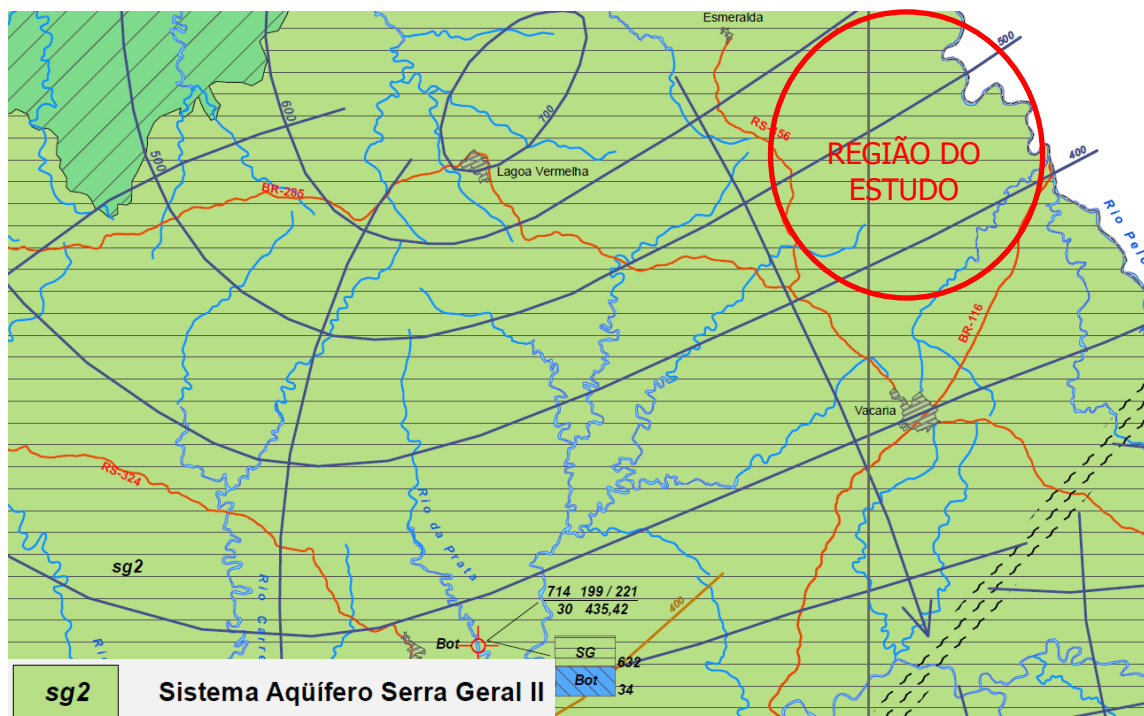 Esmeralda
500
600
700
RS-456
REGIÃO DO
ESTUDO
500
400
Lagoa Vermelha
BR-285
BR-116
Vacaria
RS-324
Rio da Prata
sg2
714 199 / 221
30 435,42
400
Bot
SG
632
Bot
34
sg2 Sistema Aqüífero Serra Geral II